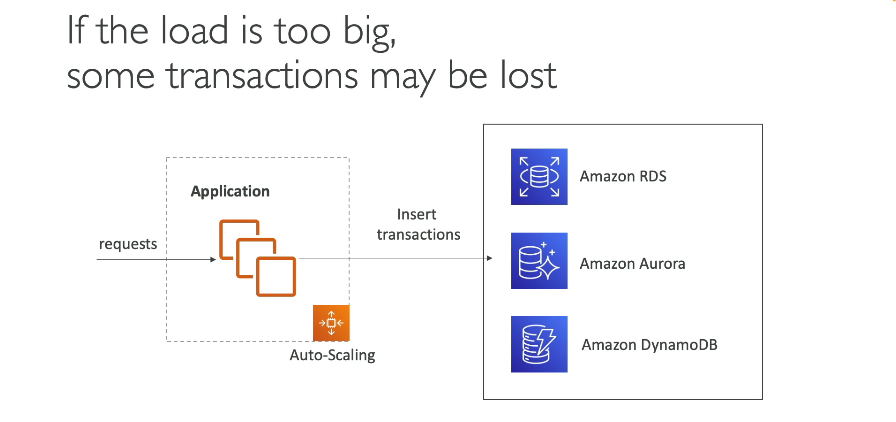 If the load is too big,
some transactions may be lost
Application
requests
Insert
transactions
Auto-Scaling
Amazon RDS
Amazon Aurora
Amazon DynamoDB